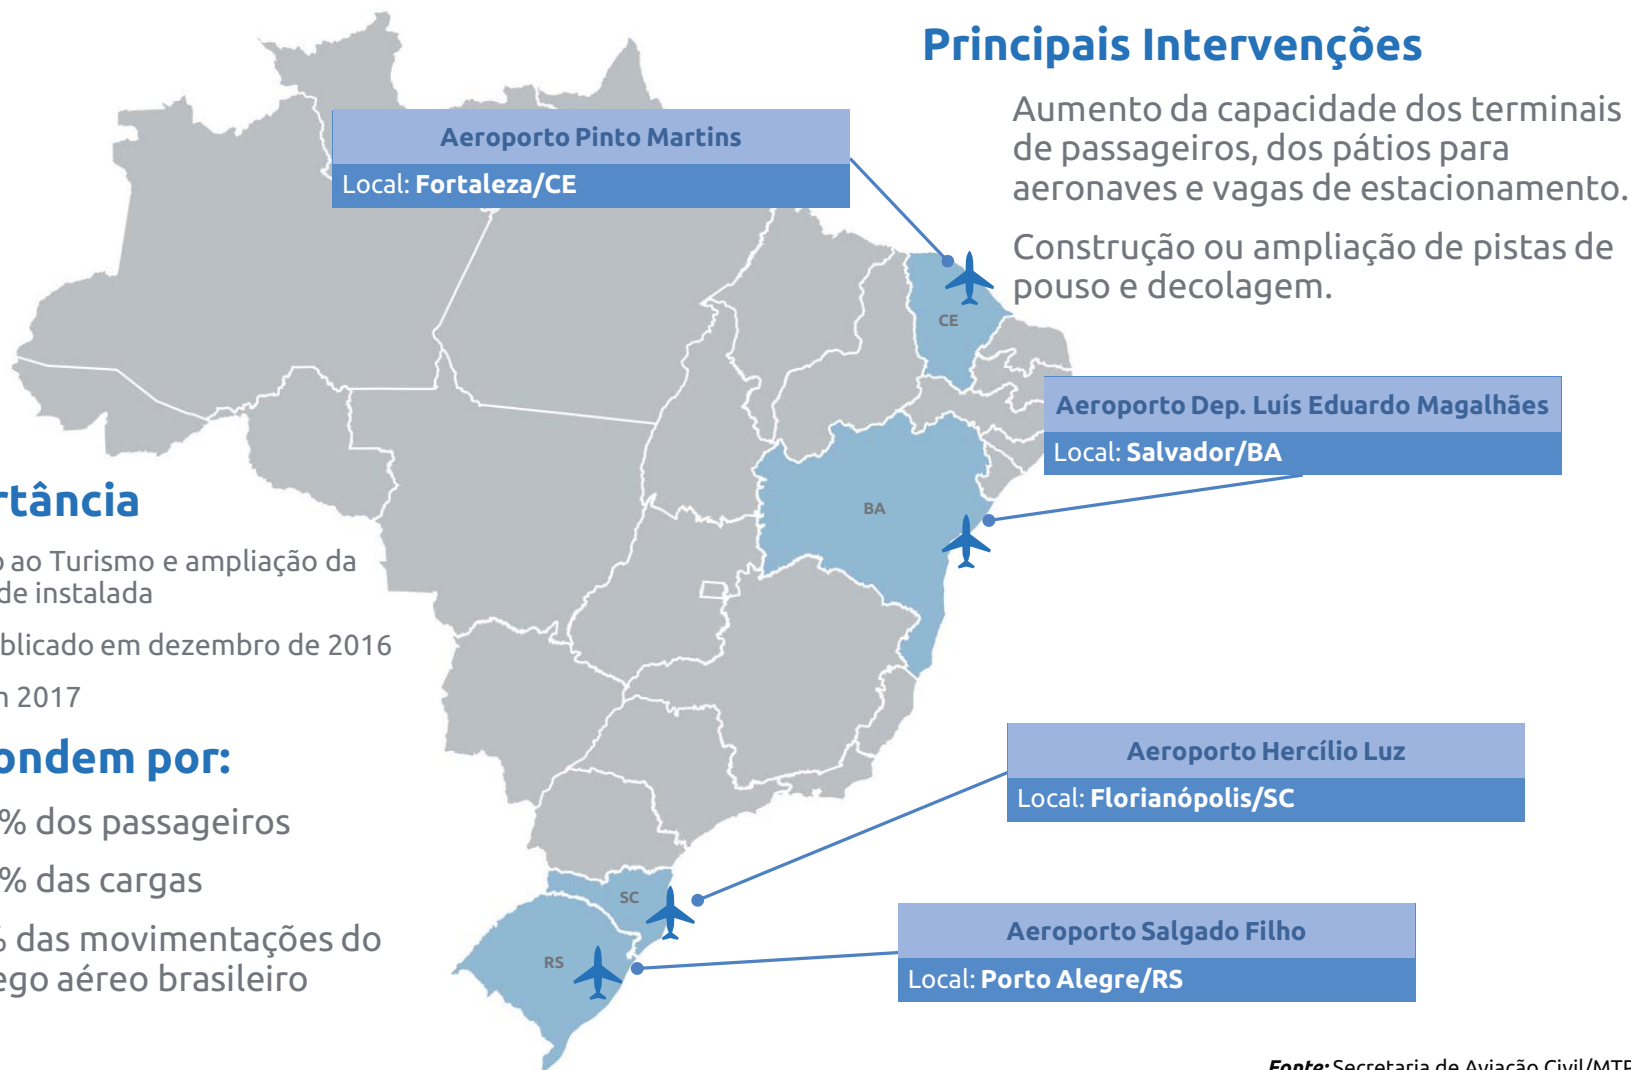 Principais Intervenções
Aumento da capacidade dos terminais
de passageiros, dos pátios para
aeronaves e vagas de estacionamento.
Construção ou ampliação de pistas de
pouso e decolagem.
Aeroporto Pinto Martins
Local: Fortaleza/CE
CE
Aeroporto Dep. Luís Eduardo Magalhães
Local: Salvador/BA
BA
rtância
o ao Turismo e ampliação da
de instalada
blicado em dezembro de 2016
2017
ondem por:
% dos passageiros
% das cargas
% das movimentações do
ego aéreo brasileiro
Aeroporto Hercílio Luz
Local: Florianópolis/SC
SC
Aeroporto Salgado Filho
Local: Porto Alegre/RS
RS
Fonte: Secretaria de Aviação Civil/MTP